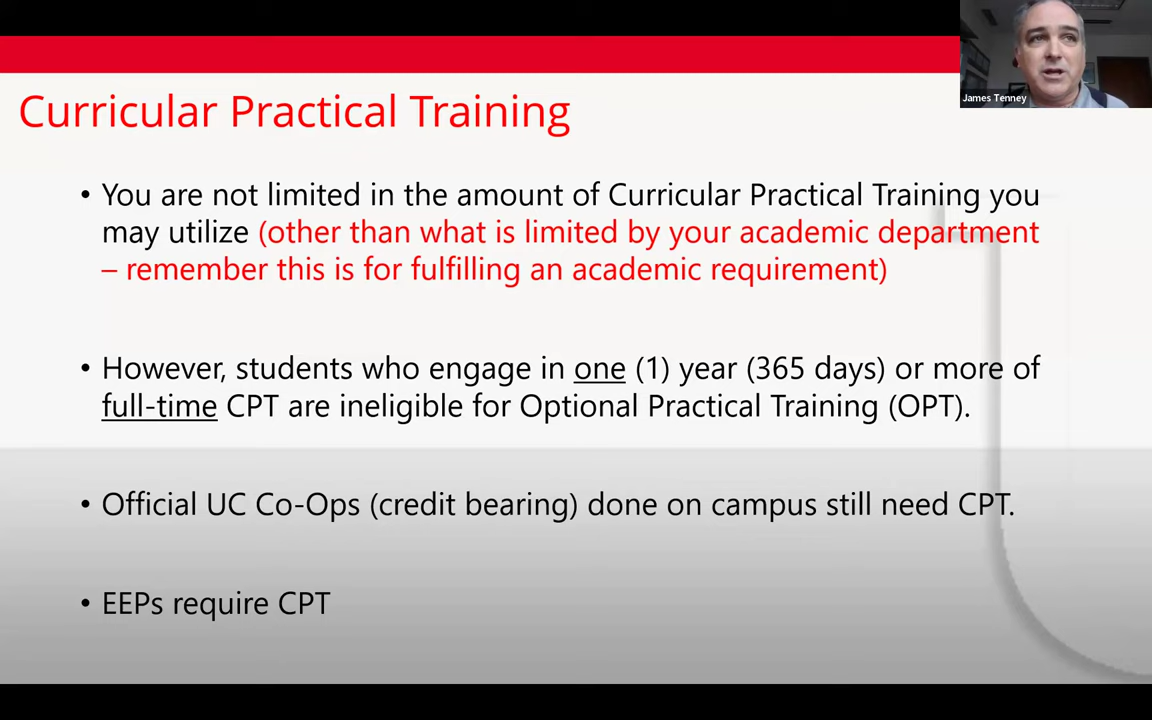 Curricular Practical Training
James Tenney
• You are not limited in the amount of Curricular Practical Training you
may utilize (other than what is limited by your academic department
– remember this is for fulfilling an academic requirement)
• However, students who engage in one (1) year (365 days) or more of
full-time CPT are ineligible for Optional Practical Training (OPT).
• Official UC Co-Ops (credit bearing) done on campus still need CPT.
• EEPs require CPT